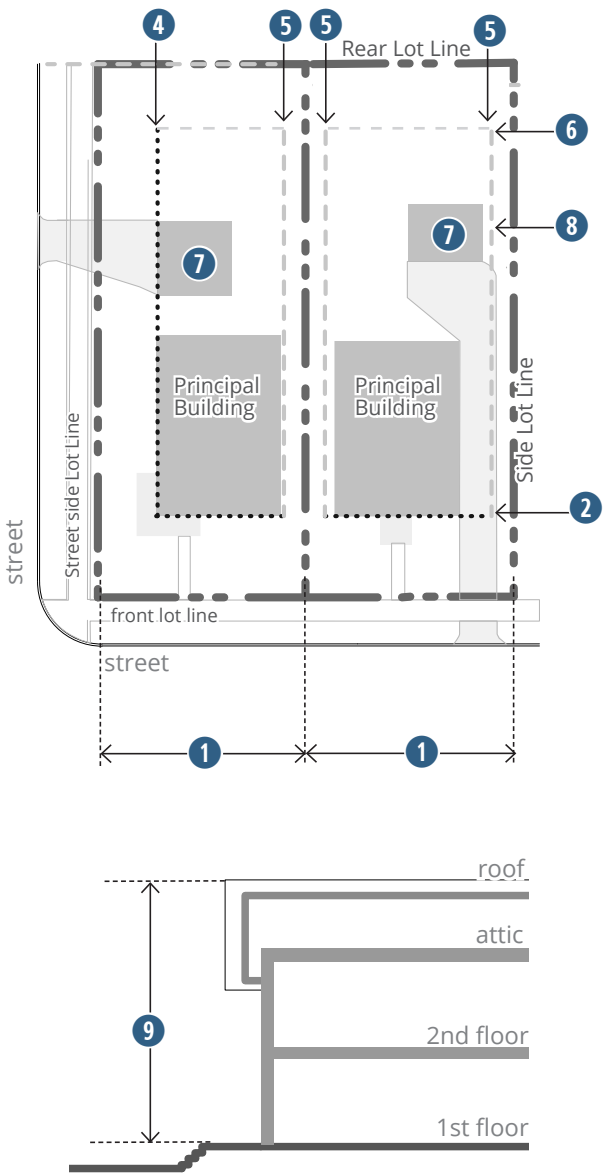 4
5
5
5
Rear Lot Line
6
8
7
7
Principal
Building
Principal
Building
Side Lot Line
Street side Lot Line
2
street
front lot line
street
1
1
roof
attic
9
2nd floor
1st floor